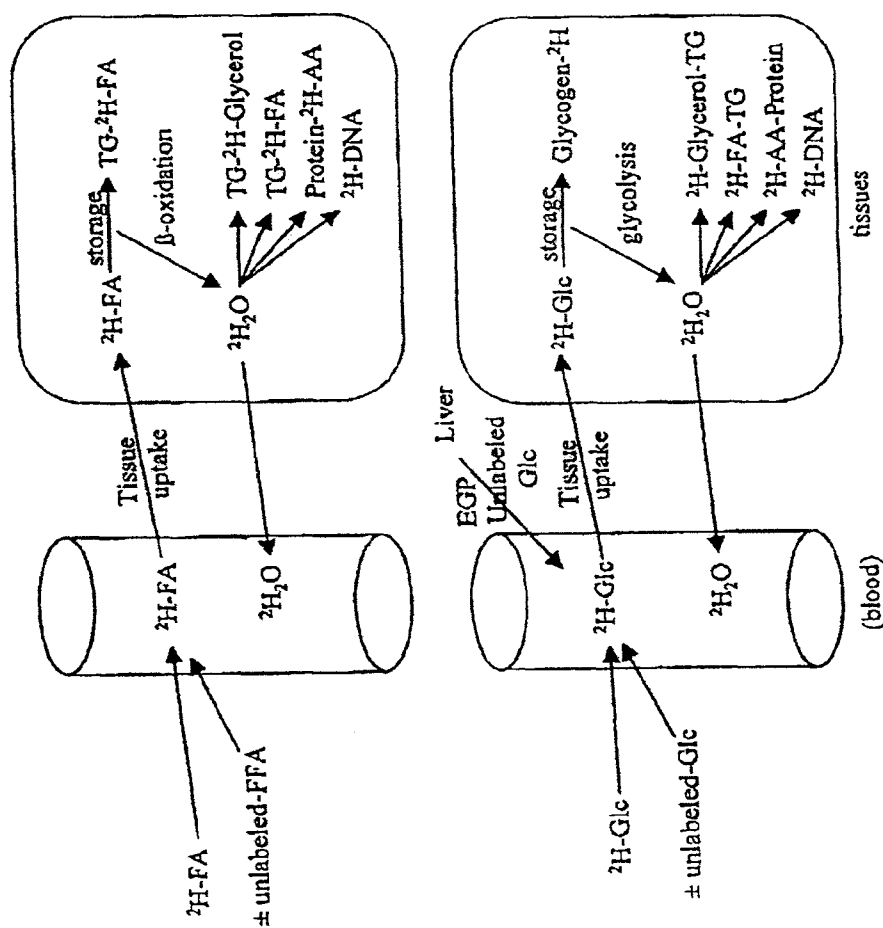 ²H-FA
± unlabeled-FFA
²H-FA
²H₂O
Tissue
uptake
²H-FA
storage
TG-²H-FA
β-oxidation
²H₂O
TG-²H-Glycerol
TG-²H-FA
Protein-²H-AA
²H-DNA
²H-Glc
± unlabeled-Glc
²H-Glc
²H₂O
EGP
Liver
Unlabeled
Glc
Tissue
uptake
²H-Glc
storage
Glycogen-²H
glycolysis
²H₂O
²H-Glycerol-TG
²H-FA-TG
²H-AA-Protein
²H-DNA
(blood)
tissues